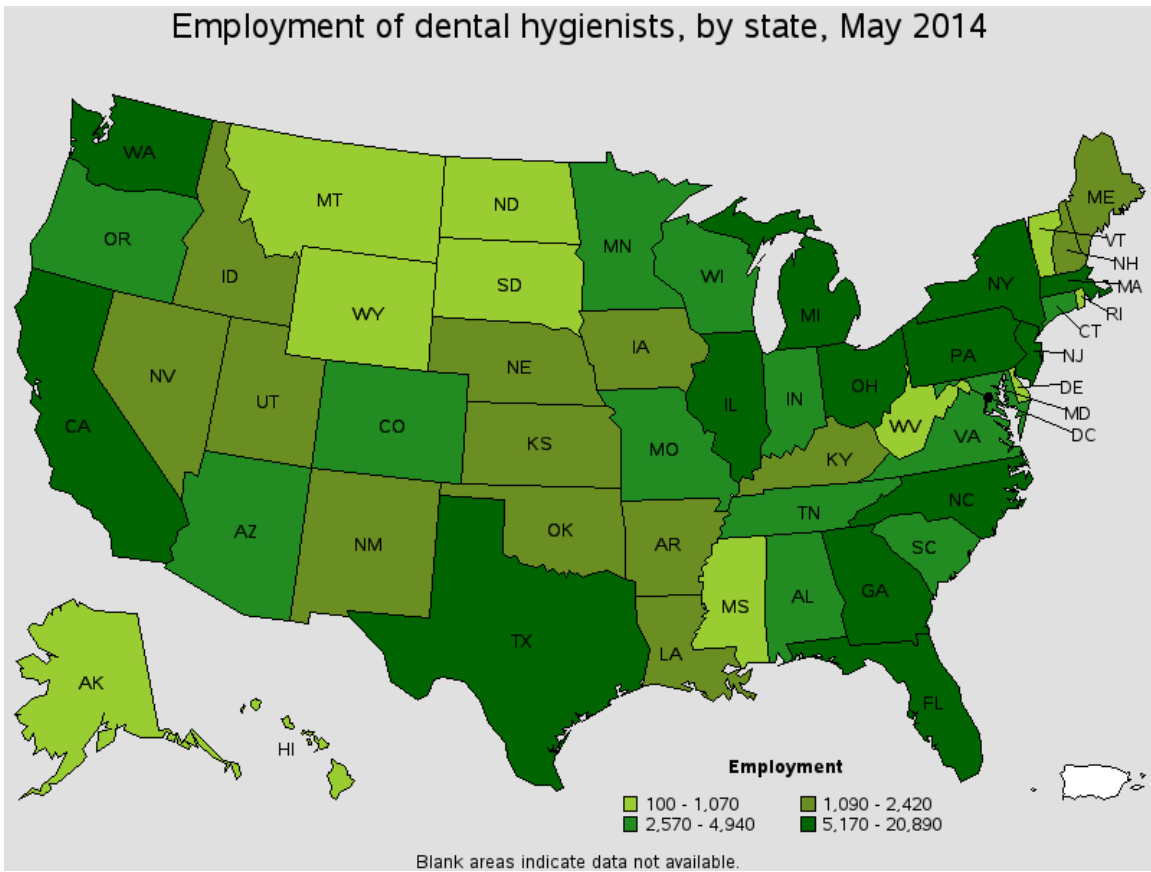 Employment of dental hygienists, by state, May 2014
WA
MT
ND
MN
ME
OR
ID
SD
WI
VT
NH
WY
MI
NY
MA
RI
CT
NV
UT
NE
IA
PA
NJ
CA
CO
KS
MO
IL
IN
OH
WV
VA
DE
MD
DC
KY
AZ
NM
OK
AR
TN
NC
SC
MS
AL
GA
TX
LA
FL
AK
HI
Employment
100 - 1,070 1,090 - 2,420
2,570 - 4,940 5,170 - 20,890
Blank areas indicate data not available.